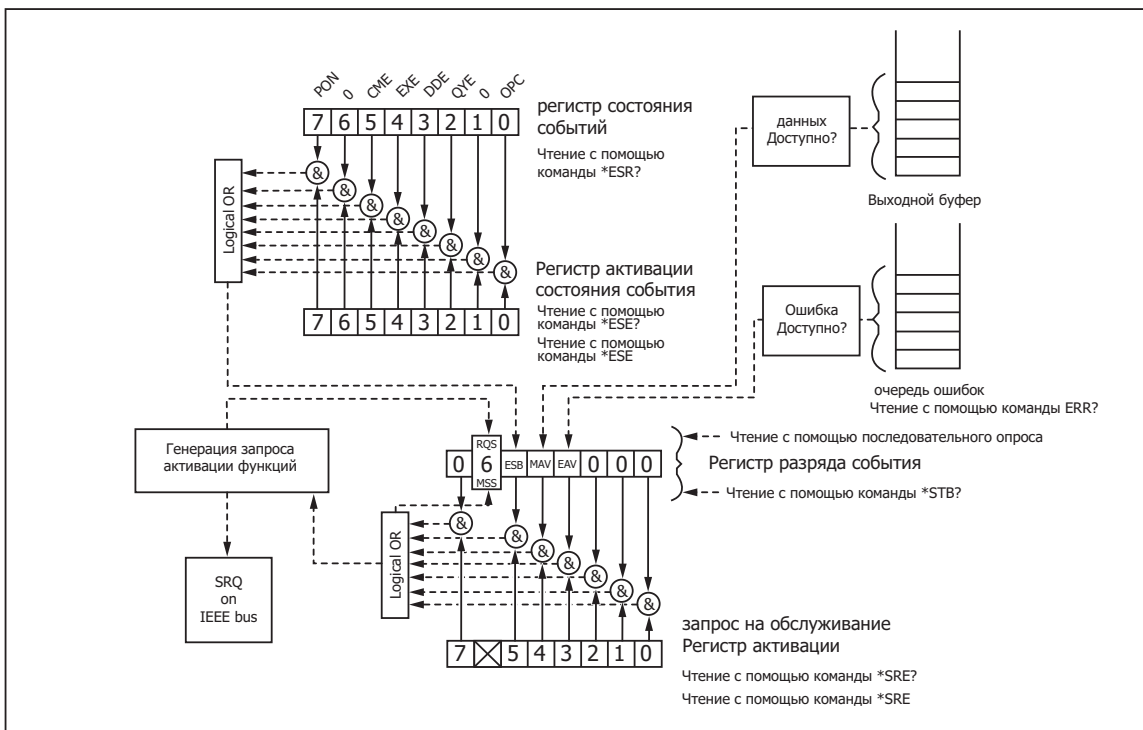 PON
0
CME
EXE
DDE
QYE
0
OPC
7 6 5 4 3 2 1 0
регистр состояния
событий
Чтение с помощью
команды *ESR?
данных
Доступно?
Выходной буфер
& & & & & & & &
Logical OR
Регистр активации
состояния события
Чтение с помощью
команды *ESE?
Чтение с помощью
команды *ESE
7 6 5 4 3 2 1 0
Ошибка
Доступно?
очередь ошибок
Чтение с помощью команды ERR?
Генерация запроса
активации функций
RQS
0 6 ESB MAV EAV 0 0 0
MSS
Чтение с помощью последовательного опроса
Регистр разряда события
Чтение с помощью команды *STB?
& & & & & & &
Logical OR
SRQ
on
IEEE bus
запрос на обслуживание
Регистр активации
7 5 4 3 2 1 0
Чтение с помощью команды *SRE?
Чтение с помощью команды *SRE